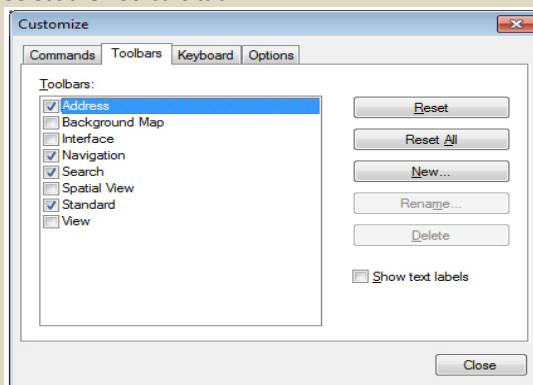 Customize
Commands Toolbars Keyboard Options
Toolbars:
Address
Background Map
Interface
Navigation
Search
Spatial View
Standard
View
Reset
Reset All
New...
Rename...
Delete
Show text labels
Close